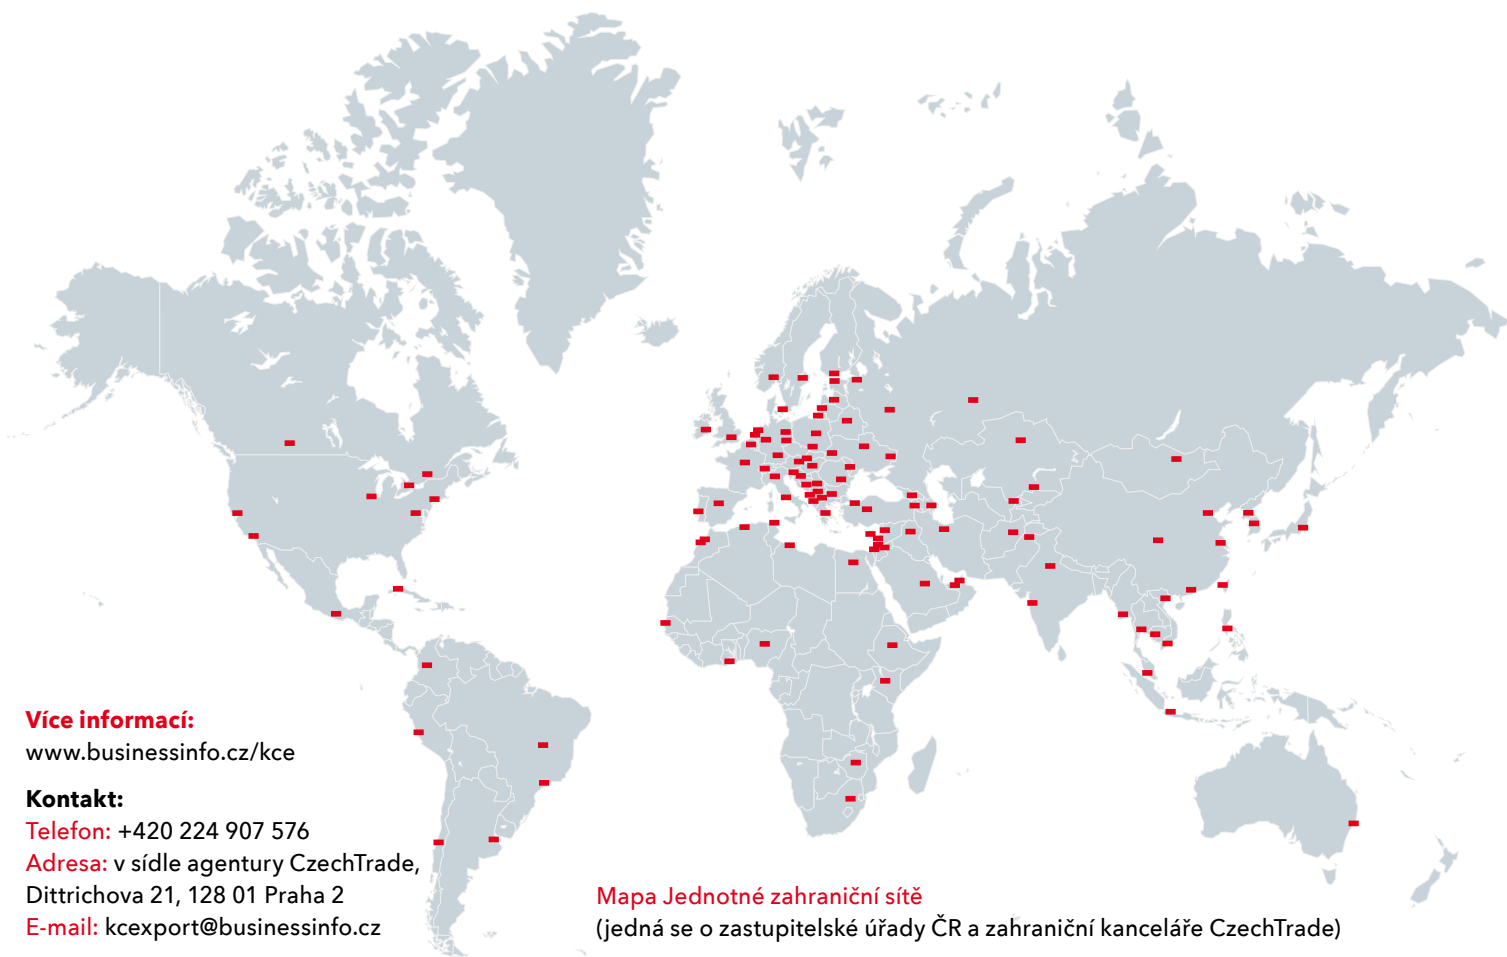 Více informací:
www.businessinfo.cz/kce
Kontakt:
Telefon: +420 224 907 576
Adresa: v sídle agentury CzechTrade,
Dittrichova 21, 128 01 Praha 2
E-mail: kcexport@businessinfo.cz
Mapa Jednotné zahraniční sítě
(jedná se o zastupitelské úřady ČR a zahraniční kanceláře CzechTrade)